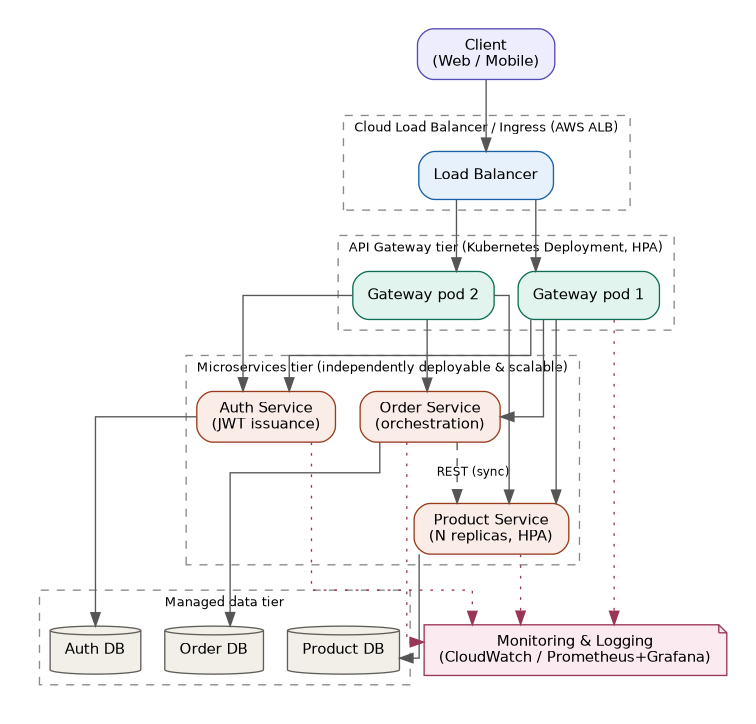 Client
(Web / Mobile)
Cloud Load Balancer / Ingress (AWS ALB)
Load Balancer
API Gateway tier (Kubernetes Deployment, HPA)
Gateway pod 2
Gateway pod 1
Microservices tier (independently deployable & scalable)
Auth Service
(JWT issuance)
Order Service
(orchestration)
REST (sync)
Product Service
(N replicas, HPA)
Managed data tier
Auth DB
Order DB
Product DB
Monitoring & Logging
(CloudWatch / Prometheus+Grafana)